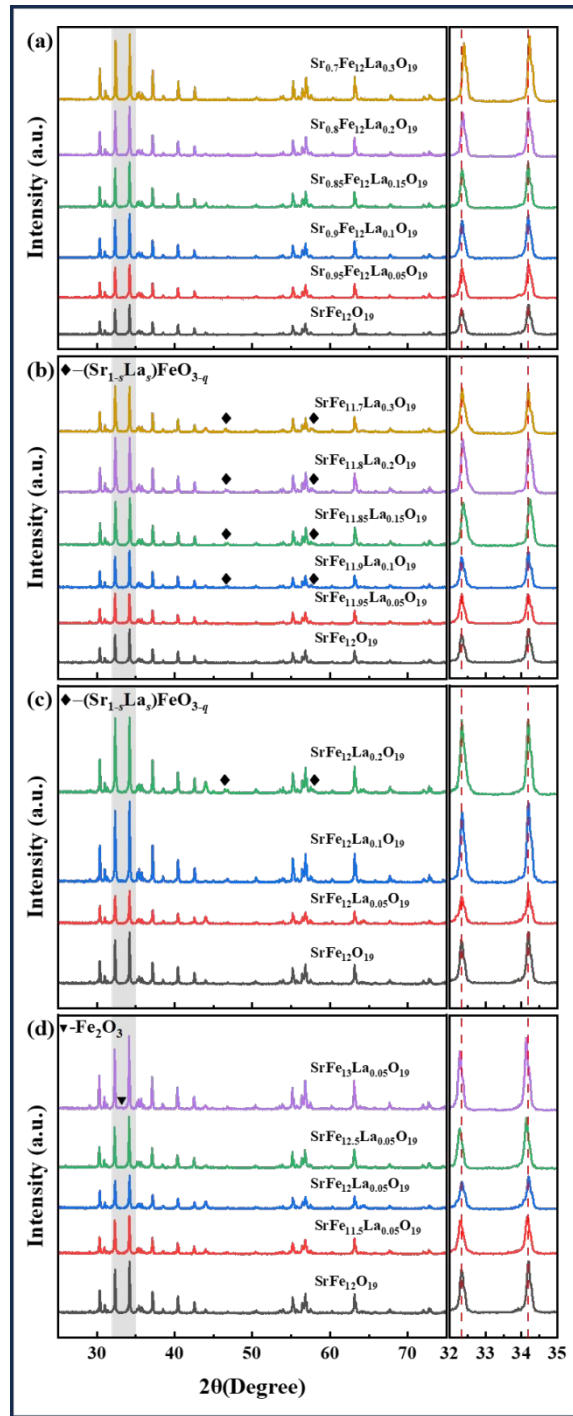 (a)
Sr0.7Fe12La0.3O19
Sr0.8Fe12La0.2O19
Sr0.85Fe12La0.15O19
Sr0.9Fe12La0.1O19
Sr0.95Fe12La0.05O19
SrFe12O19
Intensity (a.u.)
(b)
◆–(Sr1-sLas)FeO3-q
SrFe11.7La0.3O19
SrFe11.8La0.2O19
SrFe11.85La0.15O19
SrFe11.9La0.1O19
SrFe11.95La0.05O19
SrFe12O19
Intensity (a.u.)
(c)
◆–(Sr1-sLas)FeO3-q
SrFe12La0.2O19
SrFe12La0.1O19
SrFe12La0.05O19
SrFe12O19
Intensity (a.u.)
(d)
▼-Fe2O3
SrFe13La0.05O19
SrFe12.5La0.05O19
SrFe12La0.05O19
SrFe11.5La0.05O19
SrFe12O19
Intensity (a.u.)
30 40 50 60 70 32 33 34 35
2θ(Degree)